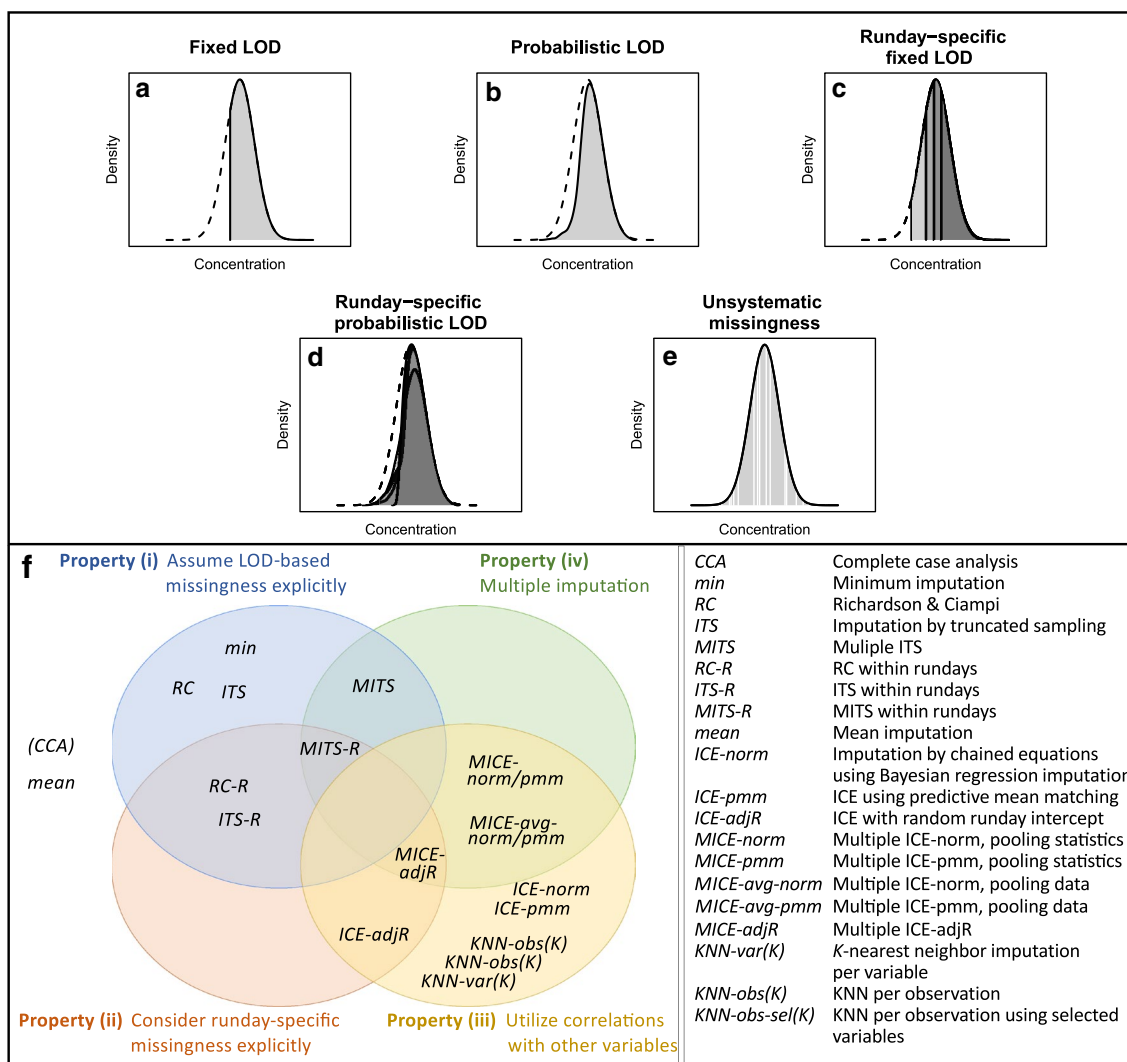 Fixed LOD
a
Density
Concentration
Probabilistic LOD
b
Density
Concentration
Runday−specific
fixed LOD
c
Density
Concentration
Runday−specific
probabilistic LOD
d
Density
Concentration
Unsystematic
missingness
e
Density
Concentration
f
Property (i) Assume LOD-based
missingness explicitly
Property (iv)
Multiple imputation
min
RC
ITS
MITS
(CCA)
mean
MITS-R
RC-R
ITS-R
MICE-
norm/pmm
MICE-avg-
norm/pmm
MICE-
adjR
ICE-norm
ICE-pmm
ICE-adjR
KNN-obs(K)
KNN-obs(K)
KNN-var(K)
Property (ii) Consider runday-specific
missingness explicitly
Property (iii) Utilize correlations
with other variables
CCA Complete case analysis
min Minimum imputation
RC Richardson & Ciampi
ITS Imputation by truncated sampling
MITS Muliple ITS
RC-R RC within rundays
ITS-R ITS within rundays
MITS-R MITS within rundays
mean Mean imputation
ICE-norm Imputation by chained equations
using Bayesian regression imputation
ICE-pmm ICE using predictive mean matching
ICE-adjR ICE with random runday intercept
MICE-norm Multiple ICE-norm, pooling statistics
MICE-pmm Multiple ICE-pmm, pooling statistics
MICE-avg-norm Multiple ICE-norm, pooling data
MICE-avg-pmm Multiple ICE-pmm, pooling data
MICE-adjR Multiple ICE-adjR
KNN-var(K) K-nearest neighbor imputation
per variable
KNN-obs(K) KNN per observation
KNN-obs-sel(K) KNN per observation using selected
variables